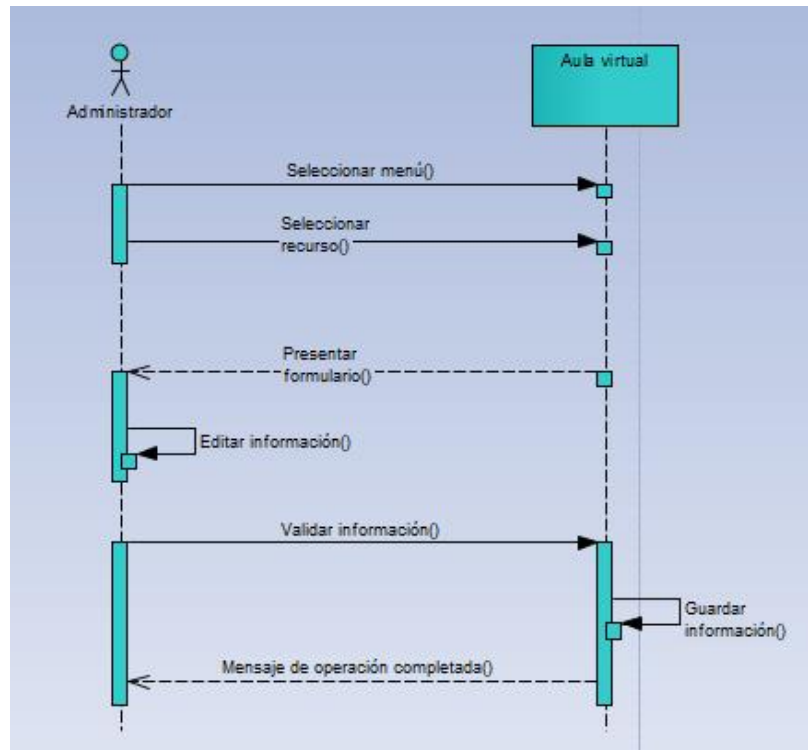 Aula virtual
Administrador
Seleccionar menú()
Seleccionar
recurso()
Presentar
formulario()
Editar información()
Validar información()
Guardar
información()
Mensaje de operación completada()